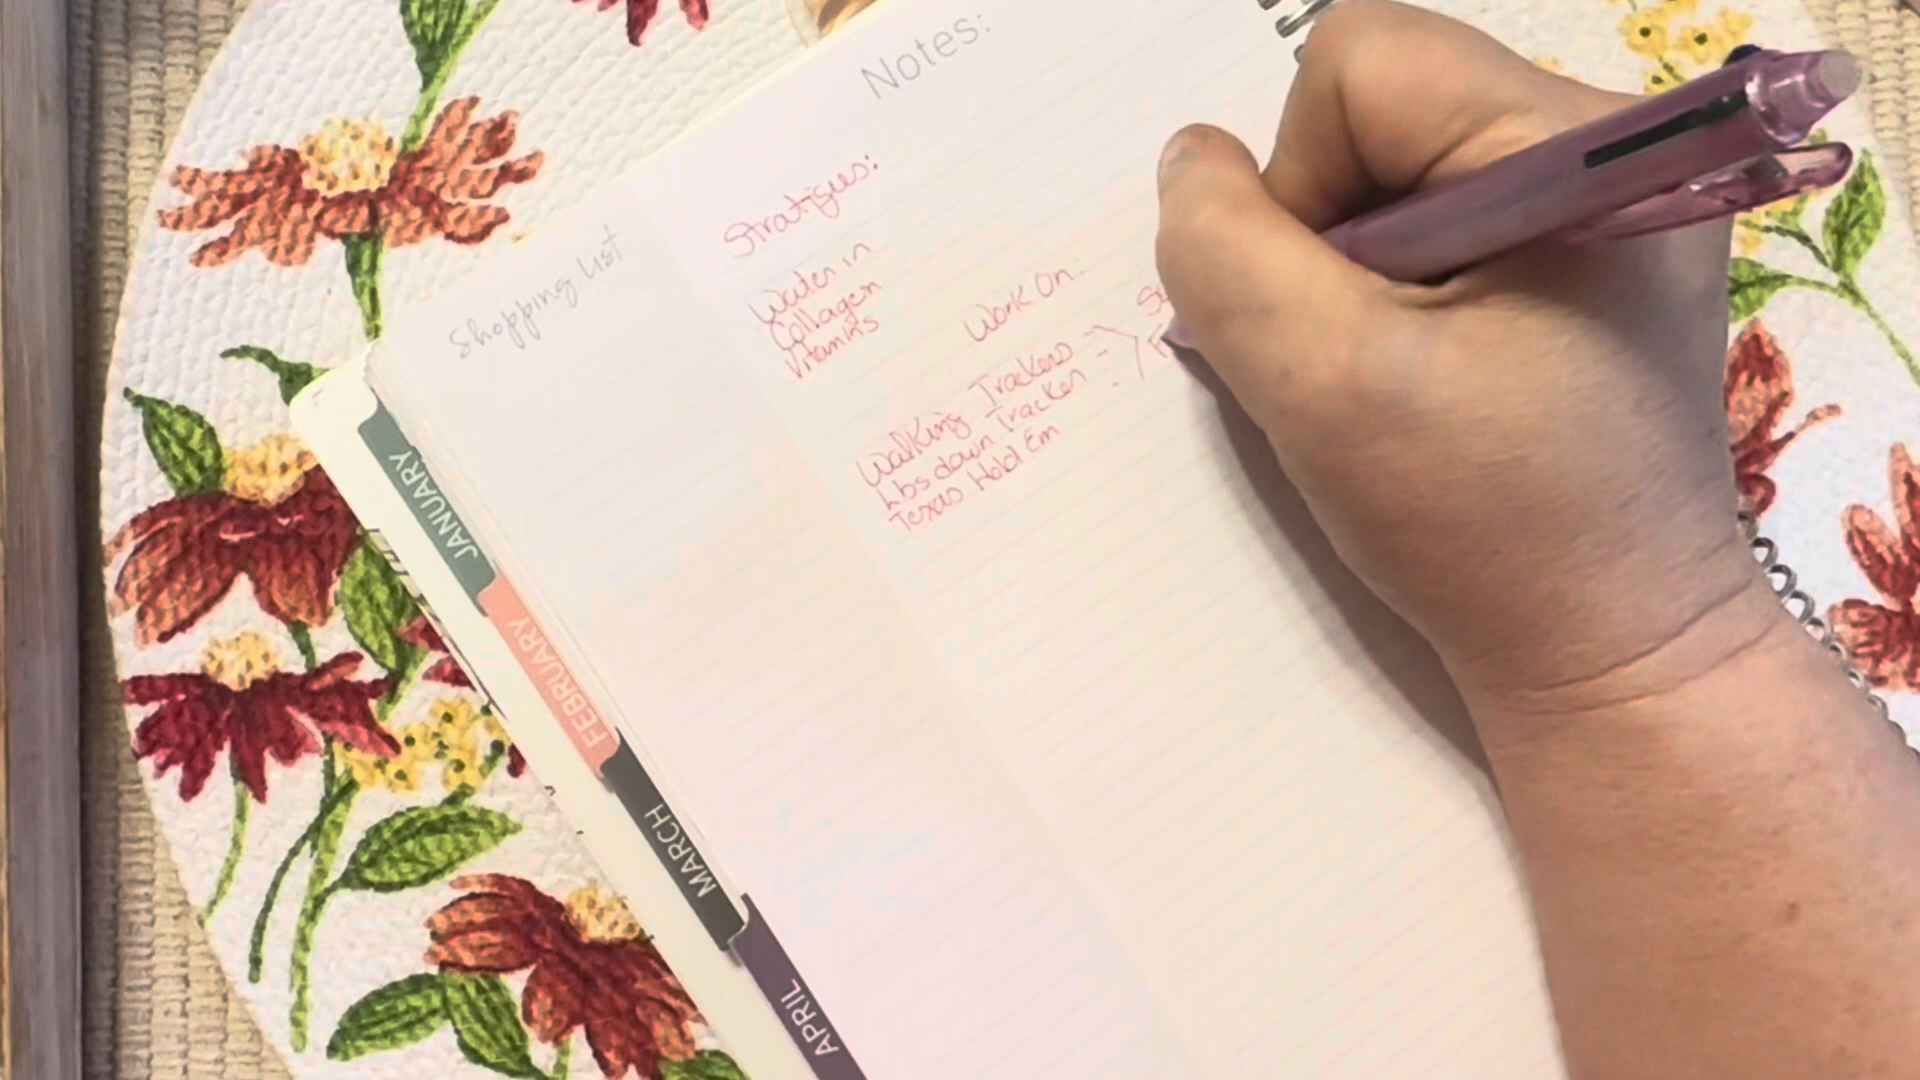 Notes:
Shopping List
Stratigies:
Water in
Collagen
Vitamins
Work On:
Walking Trackers
Lbs down Tracker
Texas Hold Em
JANUARY
FEBRUARY
MARCH
APRIL